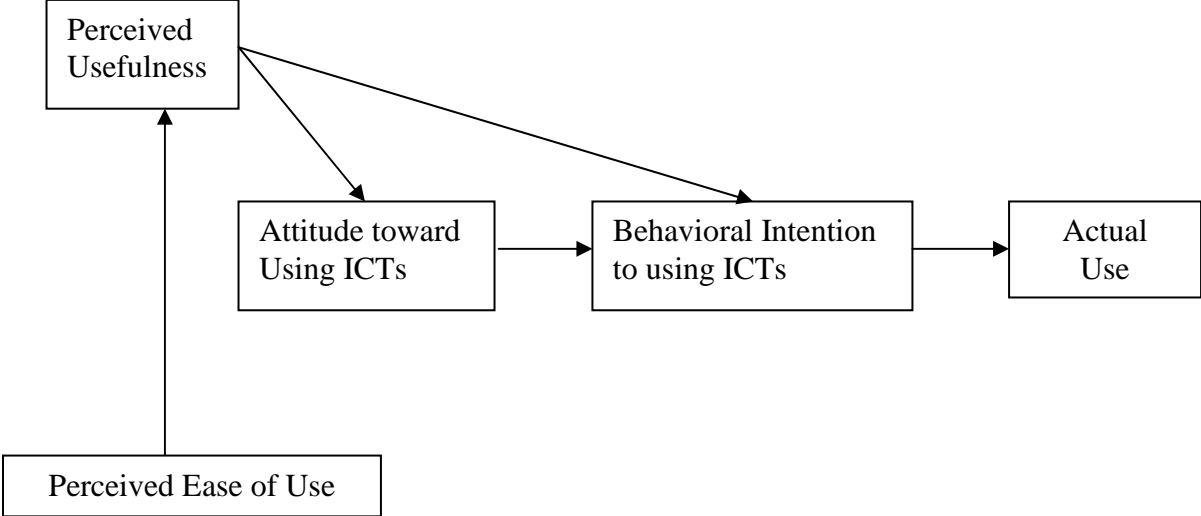 Perceived
Usefulness
Attitude toward
Using ICTs
Behavioral Intention
to using ICTs
Actual
Use
Perceived Ease of Use